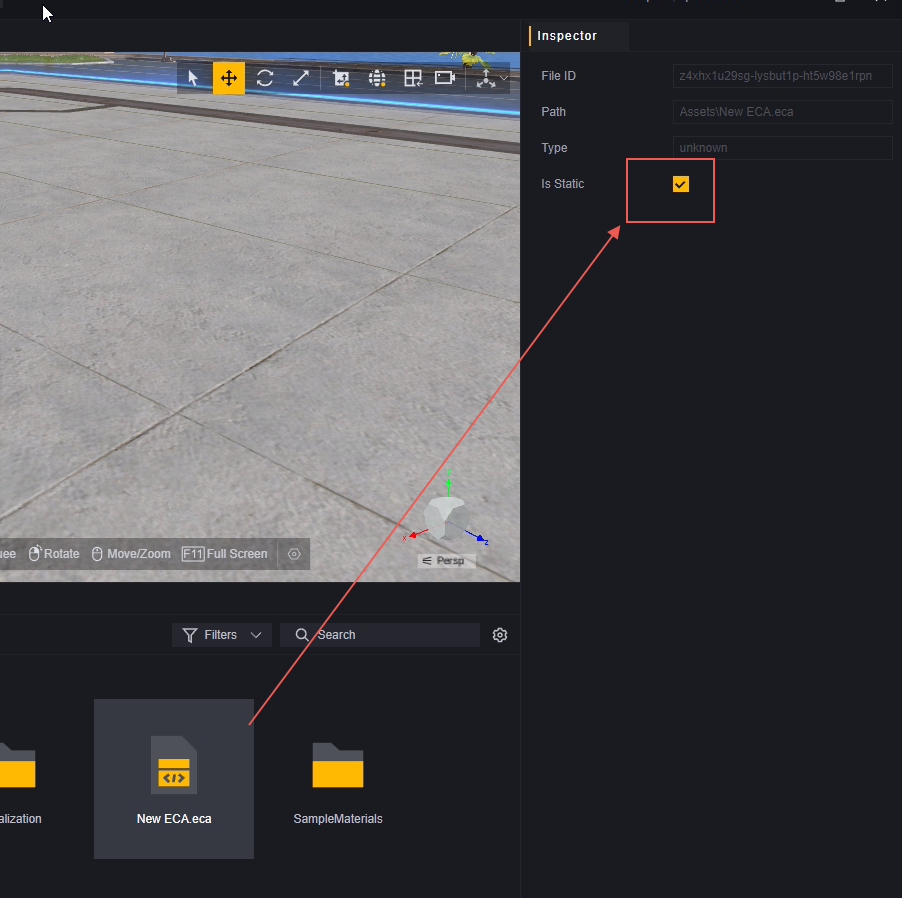 Inspector
File ID
z4xhx1u29sg-lysbut1p-ht5w98e1rpn
Path
Assets\New ECA.eca
Type
unknown
Is Static
Y
X
Z
Persp
Rotate
Move/Zoom
F11 Full Screen
Filters
Search
alization
New ECA.eca
SampleMaterials